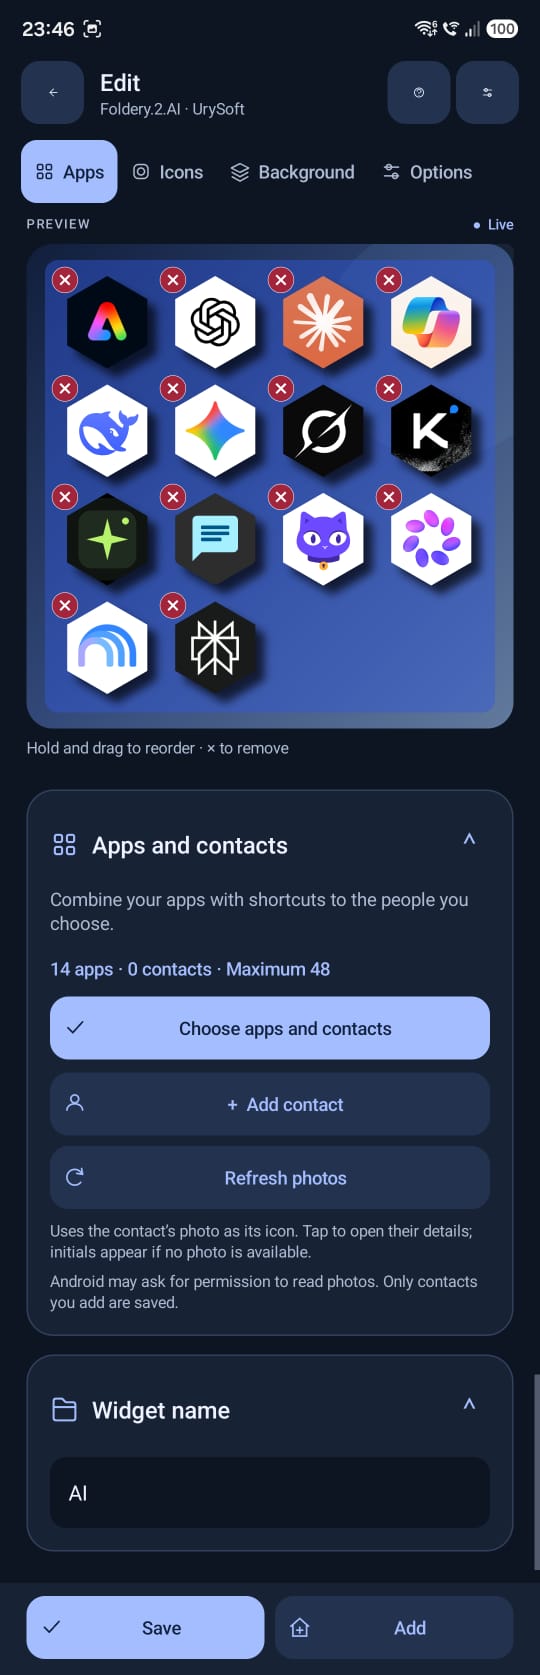 23:46
6
100
Edit
Foldery.2.AI · UrySoft
Apps
Icons
Background
Options
PREVIEW
Live
Hold and drag to reorder · × to remove
Apps and contacts
Combine your apps with shortcuts to the people you
choose.
14 apps · 0 contacts · Maximum 48
Choose apps and contacts
+ Add contact
Refresh photos
Uses the contact's photo as its icon. Tap to open their details;
initials appear if no photo is available.
Android may ask for permission to read photos. Only contacts
you add are saved.
Widget name
AI
Save
Add